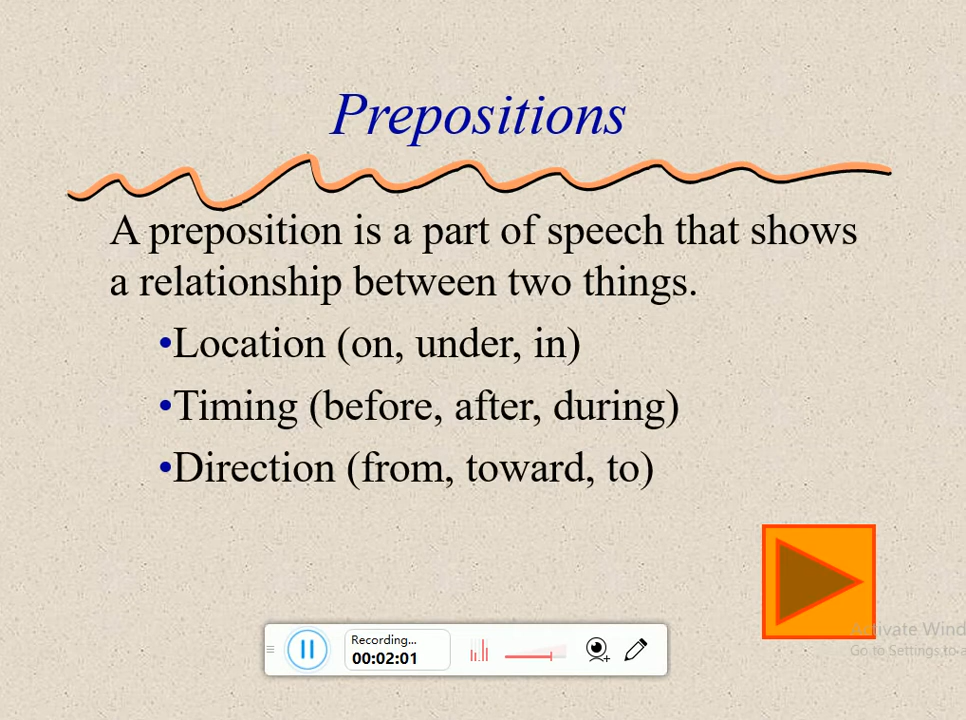 Prepositions
A preposition is a part of speech that shows
a relationship between two things.
•Location (on, under, in)
•Timing (before, after, during)
•Direction (from, toward, to)
Recording...
00:02:01
Activate Wind
Go to Settings to a